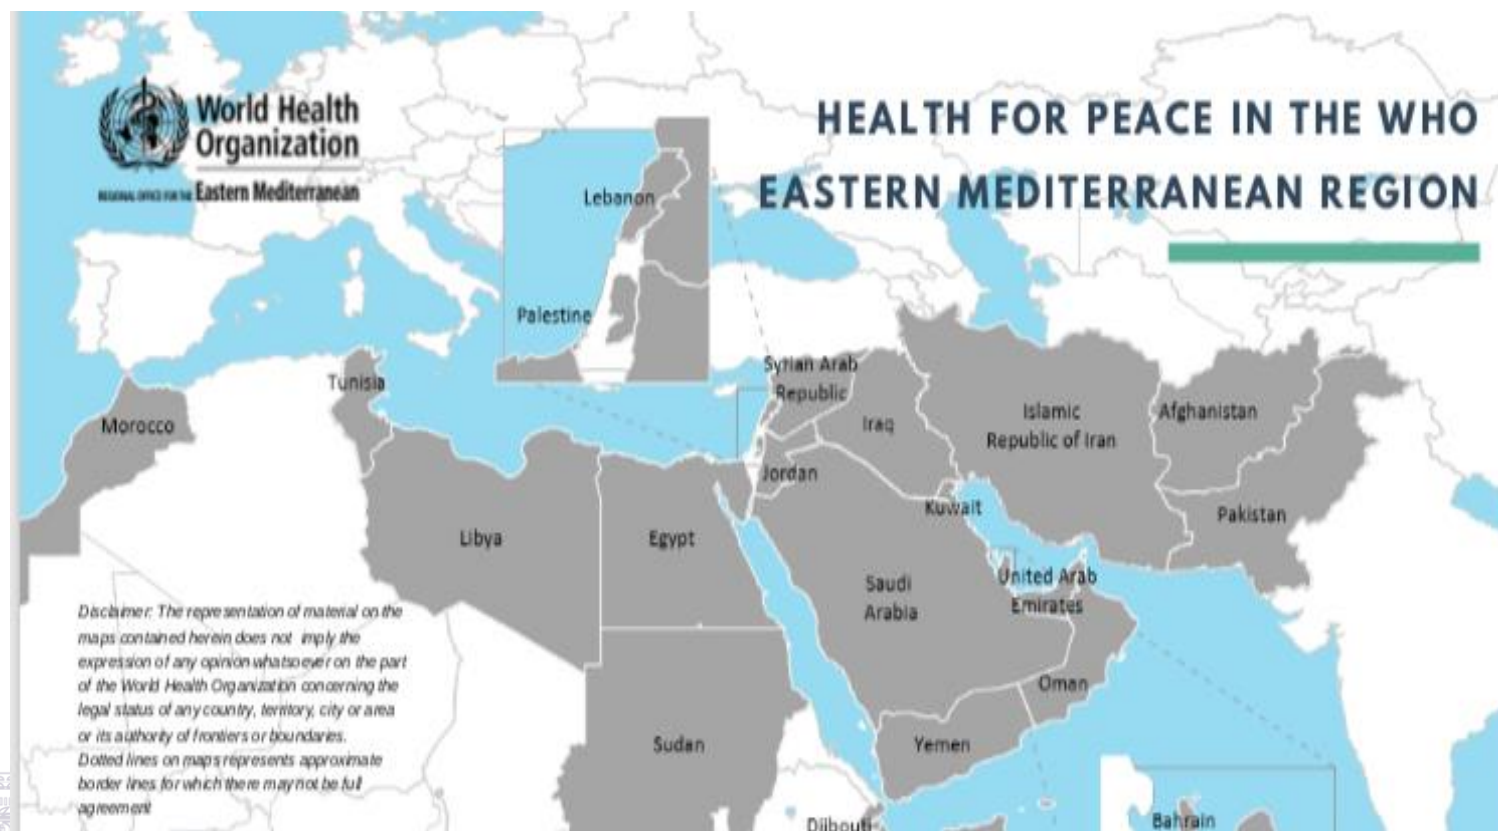 World Health
Organization
REGIONAL OFFICE FOR THE Eastern Mediterranean
HEALTH FOR PEACE IN THE WHO
EASTERN MEDITERRANEAN REGION
Lebanon
Palestine
Syrian Arab
Republic
Tunisia
Morocco
Iraq
Islamic
Republic of Iran
Afghanistan
Jordan
Kuwait
Pakistan
Libya
Egypt
Saudi
Arabia
United Arab
Emirates
Oman
Sudan
Yemen
Djibouti
Bahrain
Disclaimer: The representation of material on the
maps contained herein does not imply the
expression of any opinion whatsoever on the part
of the World Health Organization concerning the
legal status of any country, territory, city or area
or its authority of frontiers or boundaries.
Dotted lines on maps represents approximate
border lines for which there may not be full
agreement